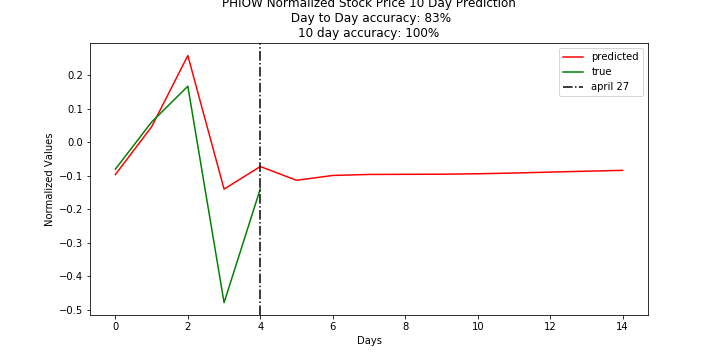 PHIOW Normalized Stock Price 10 Day Prediction
Day to Day accuracy: 83%
10 day accuracy: 100%
predicted
true
april 27
Normalized Values
0.2
0.1
0.0
−0.1
−0.2
−0.3
−0.4
−0.5
0 2 4 6 8 10 12 14
Days